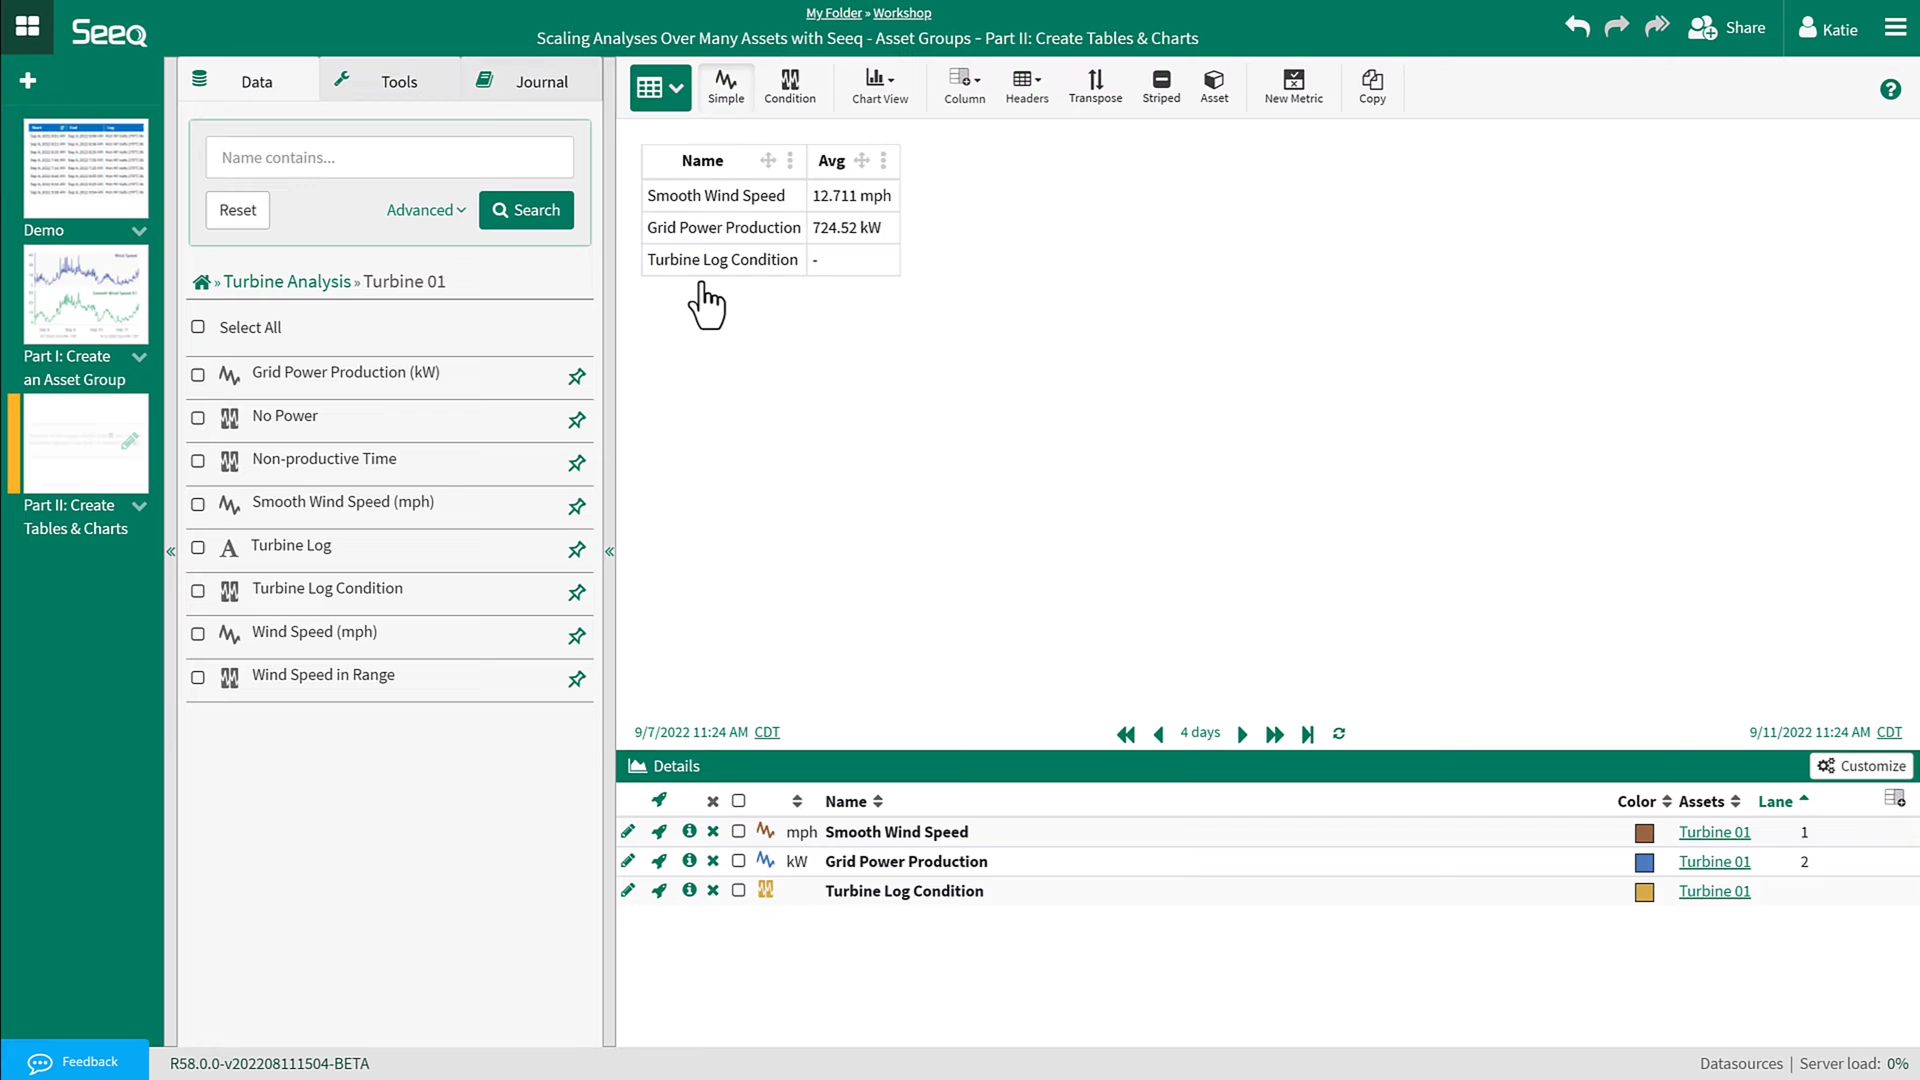 Seeq
My Folder » Workshop
Scaling Analyses Over Many Assets with Seeq - Asset Groups - Part II: Create Tables & Charts
Share
Katie
Data
Tools
Journal
Simple
Condition
Chart View
Column
Headers
Transpose
Striped
Asset
New Metric
Copy
Demo
Part I: Create
an Asset Group
Part II: Create
Tables & Charts
Name contains...
Reset
Advanced
Search
» Turbine Analysis » Turbine 01
Select All
Grid Power Production (kW)
No Power
Non-productive Time
Smooth Wind Speed (mph)
Turbine Log
Turbine Log Condition
Wind Speed (mph)
Wind Speed in Range
Name Avg
Smooth Wind Speed 12.711 mph
Grid Power Production 724.52 kW
Turbine Log Condition -
9/7/2022 11:24 AM CDT
4 days
9/11/2022 11:24 AM CDT
Details
Customize
Name Color Assets Lane
mph Smooth Wind Speed Turbine 01 1
kW Grid Power Production Turbine 01 2
Turbine Log Condition Turbine 01
Feedback
R58.0.0-v202208111504-BETA
Datasources | Server load: 0%